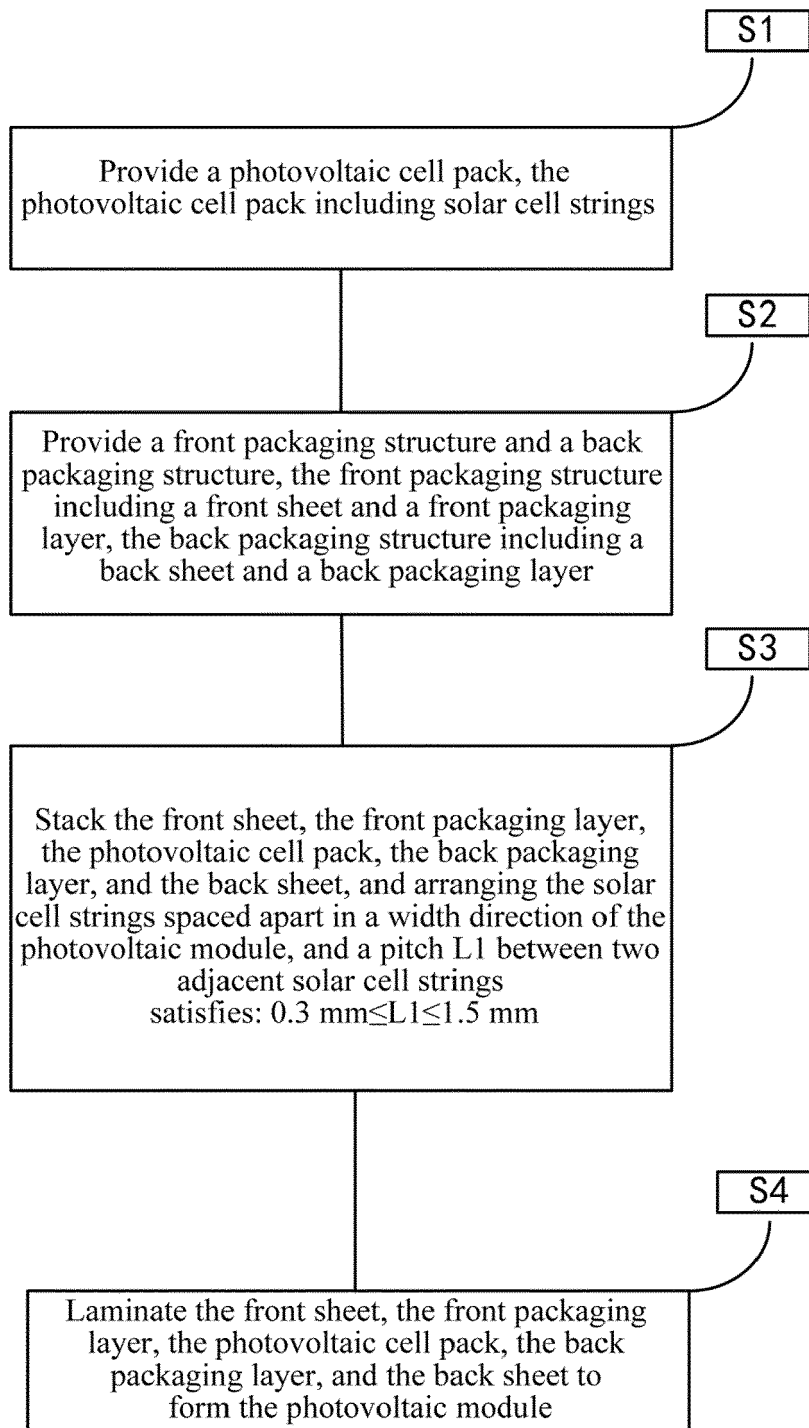 S1
Provide a photovoltaic cell pack, the
photovoltaic cell pack including solar cell strings
S2
Provide a front packaging structure and a back
packaging structure, the front packaging structure
including a front sheet and a front packaging
layer, the back packaging structure including a
back sheet and a back packaging layer
S3
Stack the front sheet, the front packaging layer,
the photovoltaic cell pack, the back packaging
layer, and the back sheet, and arranging the solar
cell strings spaced apart in a width direction of the
photovoltaic module, and a pitch L1 between two
adjacent solar cell strings
satisfies: 0.3 mm≤L1≤1.5 mm
S4
Laminate the front sheet, the front packaging
layer, the photovoltaic cell pack, the back
packaging layer, and the back sheet to
form the photovoltaic module